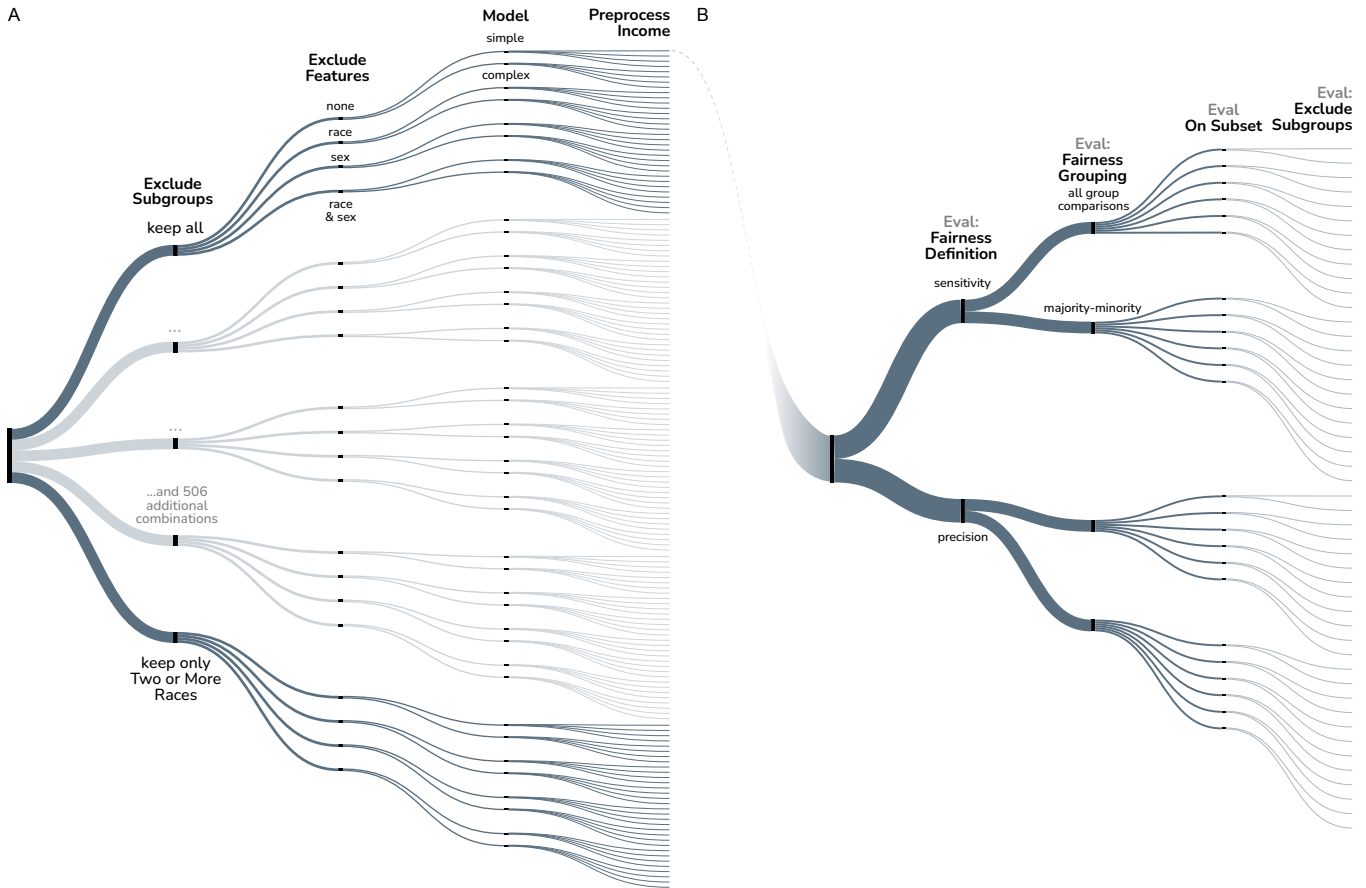 A
Exclude
Subgroups
keep all
...
...
...and 506
additional
combinations
keep only
Two or More
Races
Exclude
Features
none
race
sex
race
& sex
Model
simple
complex
Preprocess
Income
B
Eval:
Fairness
Definition
sensitivity
precision
Eval:
Fairness
Grouping
all group
comparisons
majority-minority
Eval
On Subset
Eval:
Exclude
Subgroups